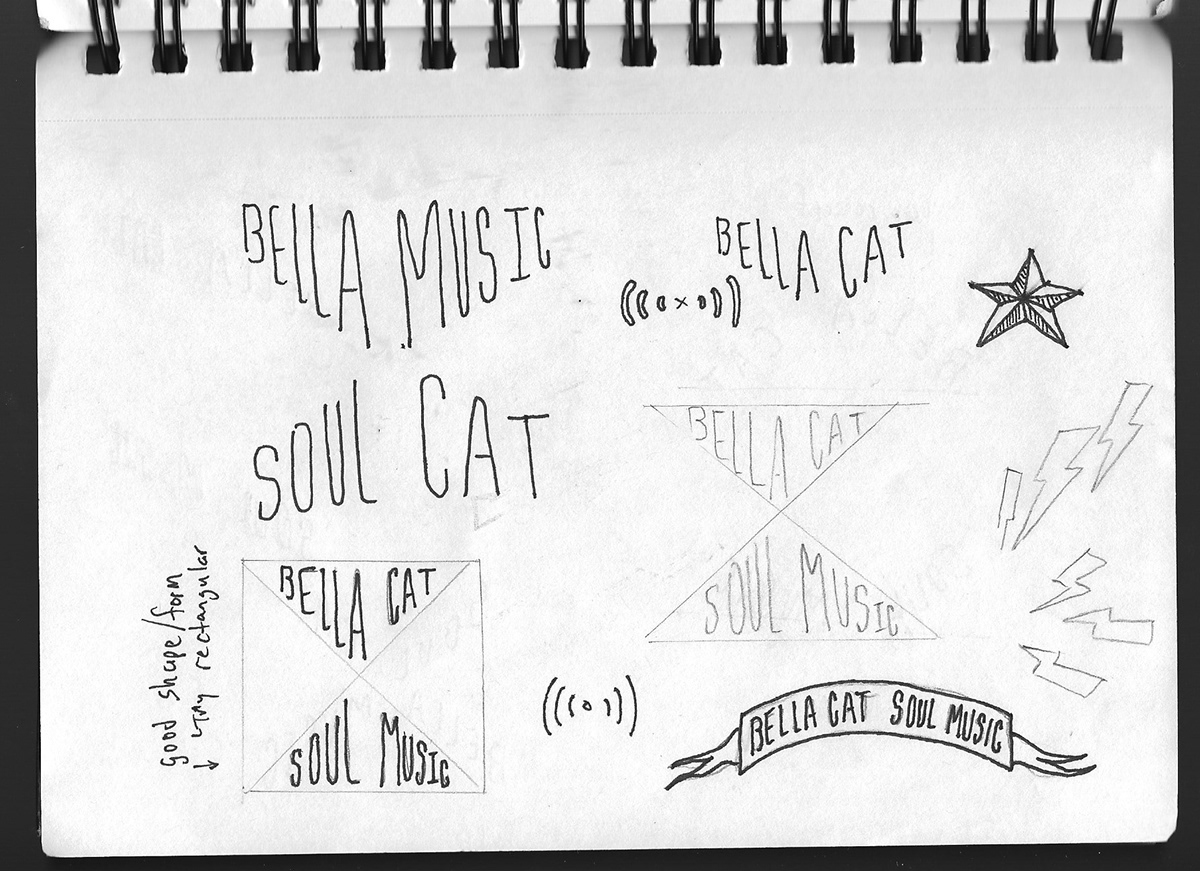 BELLA MUSIC
BELLA CAT
SOUL CAT
BELLA CAT
SOUL MUSIC
good shape/form
↳ try rectangular
BELLA CAT
SOUL MUSIC
BELLA CAT SOUL MUSIC